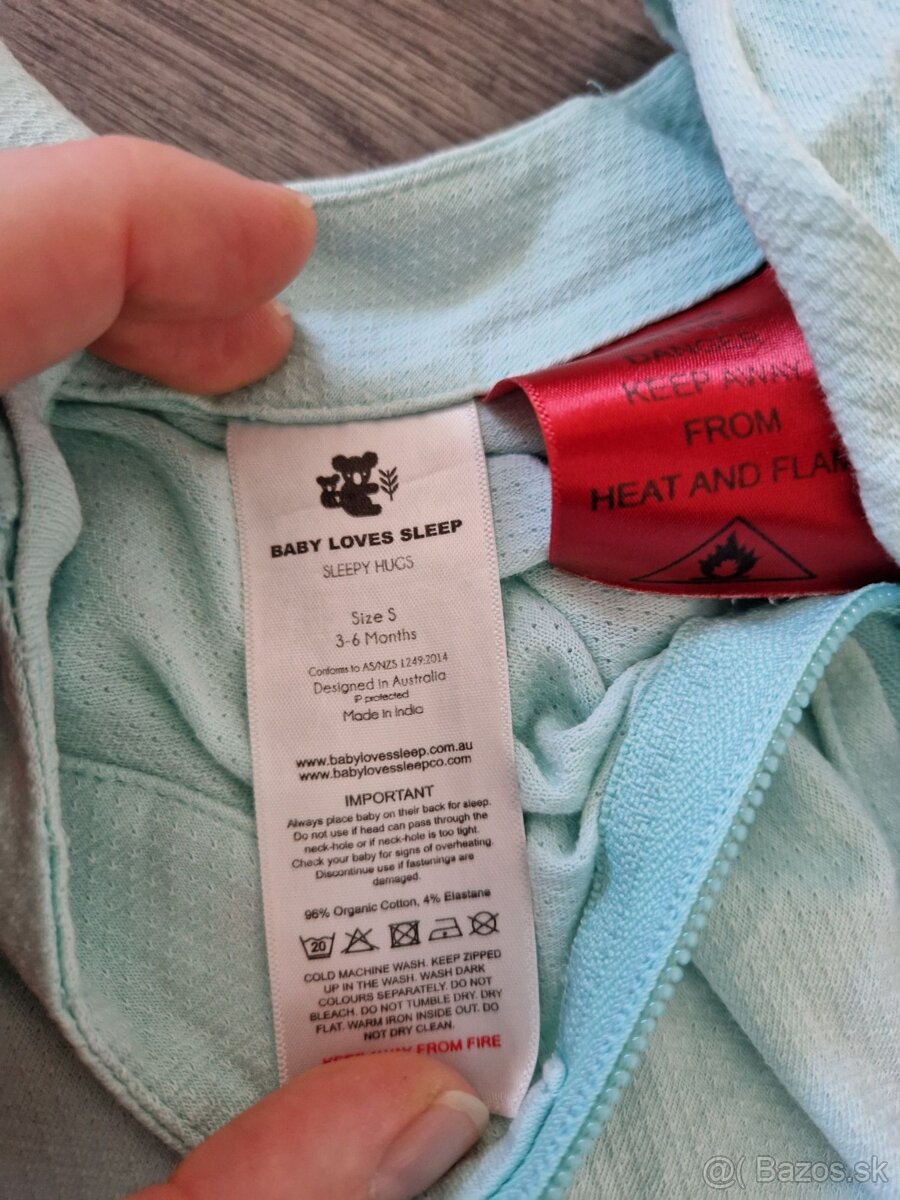 DANGER
KEEP AWAY
FROM
HEAT AND FLAM
BABY LOVES SLEEP
SLEEPY HUGS
Size S
3-6 Months
Conforms to AS/NZS 1249:2014
Designed in Australia
IP protected
Made in India
www.babylovessleep.com.au
www.babylovessleepco.com
IMPORTANT
Always place baby on their back for sleep.
Do not use if head can pass through the
neck-hole or if neck-hole is too tight.
Check your baby for signs of overheating.
Discontinue use if fastenings are
damaged.
96% Organic Cotton, 4% Elastane
20
COLD MACHINE WASH. KEEP ZIPPED
UP IN THE WASH. WASH DARK
COLOURS SEPARATELY. DO NOT
BLEACH. DO NOT TUMBLE DRY. DRY
FLAT. WARM IRON INSIDE OUT. DO
NOT DRY CLEAN.
KEEP AWAY FROM FIRE
@( Bazos.sk